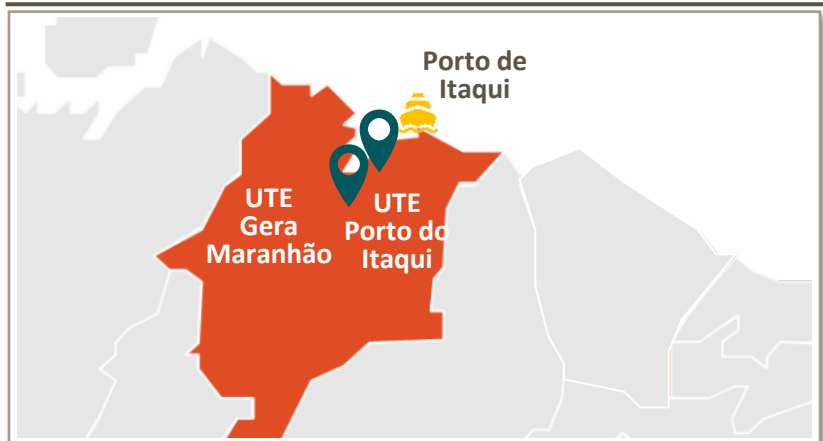 Porto de
Itaqui
UTE
Gera
Maranhão
UTE
Porto do
Itaqui